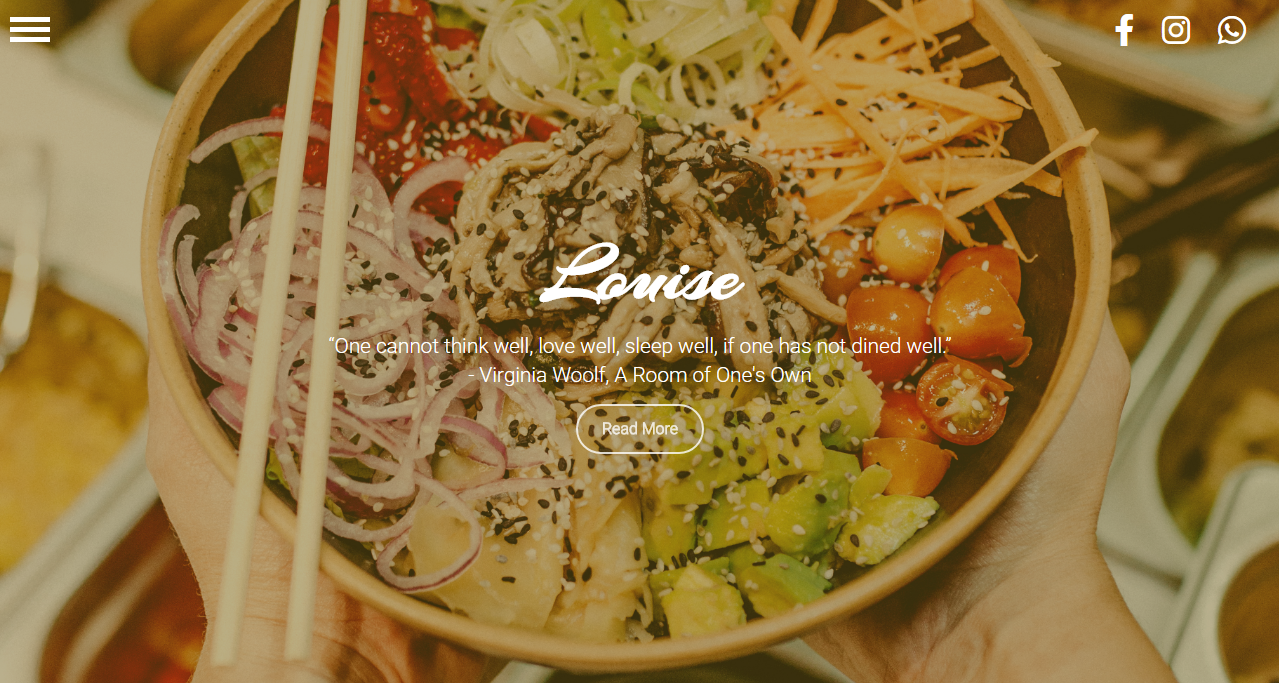 Louise
“One cannot think well, love well, sleep well, if one has not dined well.”
- Virginia Woolf, A Room of One's Own
Read More